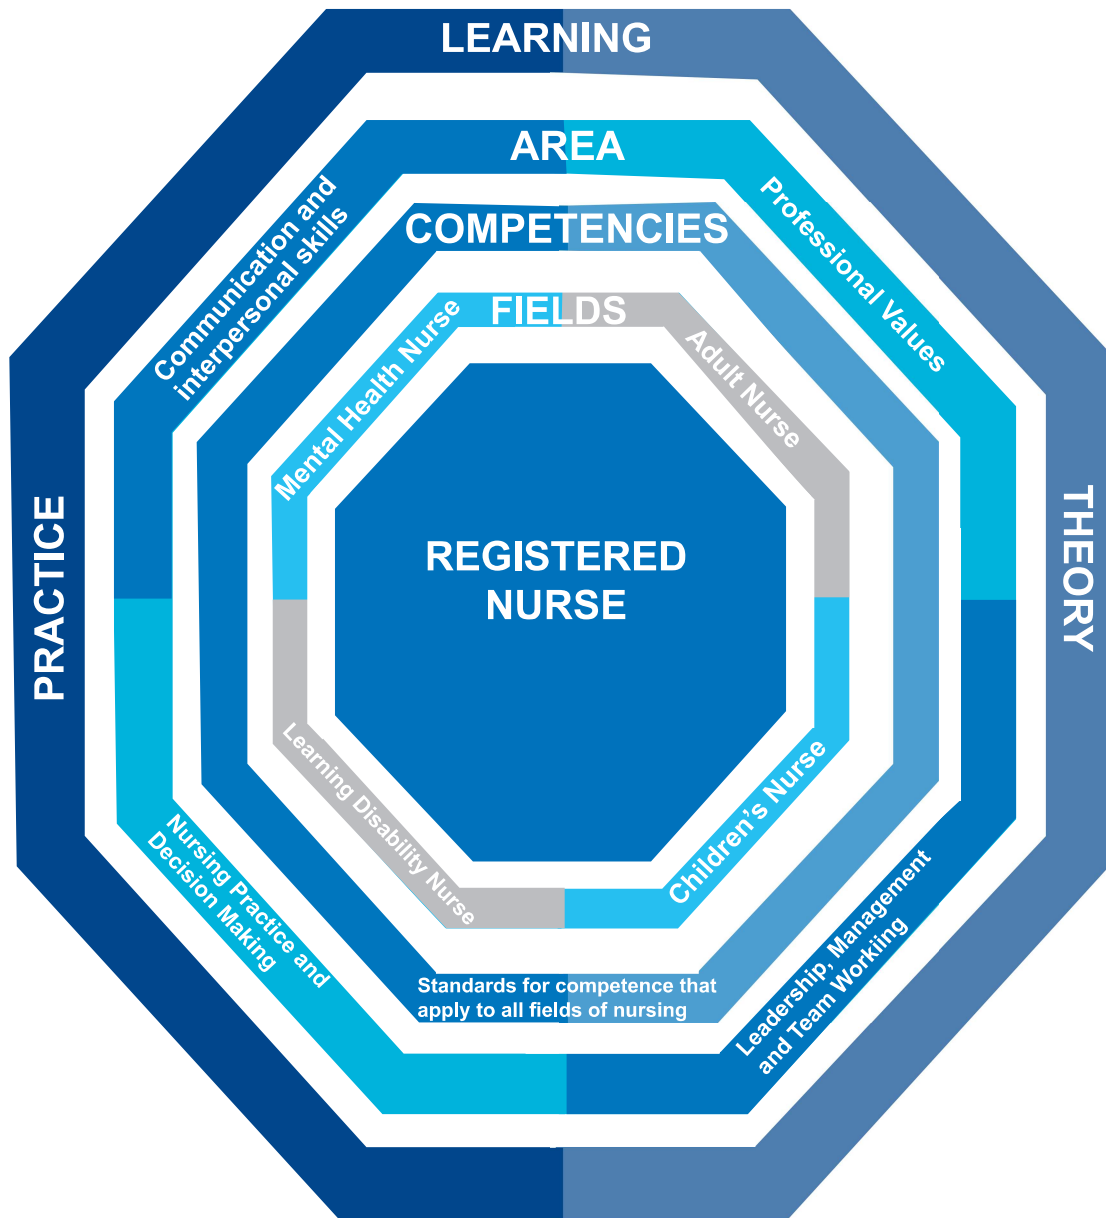 LEARNING
AREA
COMPETENCIES
FIELDS
Communication and
interpersonal skills
Professional Values
Mental Health Nurse
Adult Nurse
PRACTICE
THEORY
REGISTERED
NURSE
Learning Disability Nurse
Children's Nurse
Nursing Practice and
Decision Making
Leadership, Management
and Team Workiing
Standards for competence that
apply to all fields of nursing